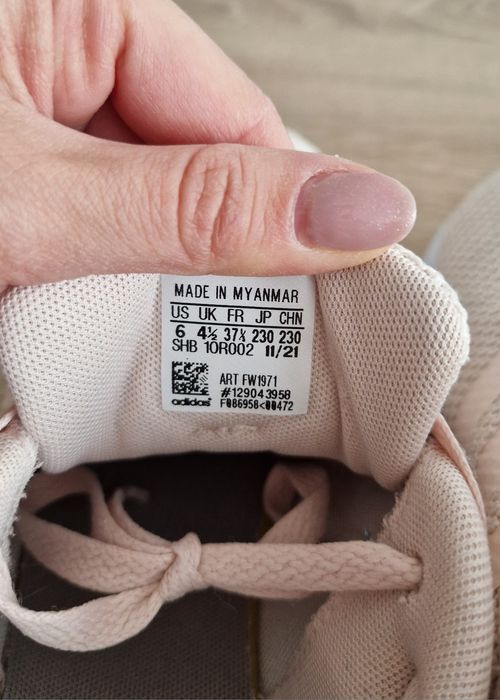 MADE IN MYANMAR
US UK FR JP CHN
6 4½ 37⅓ 230 230
SHB 10R002 11/21
ART FW1971
#129043958
adidas F086958<00472